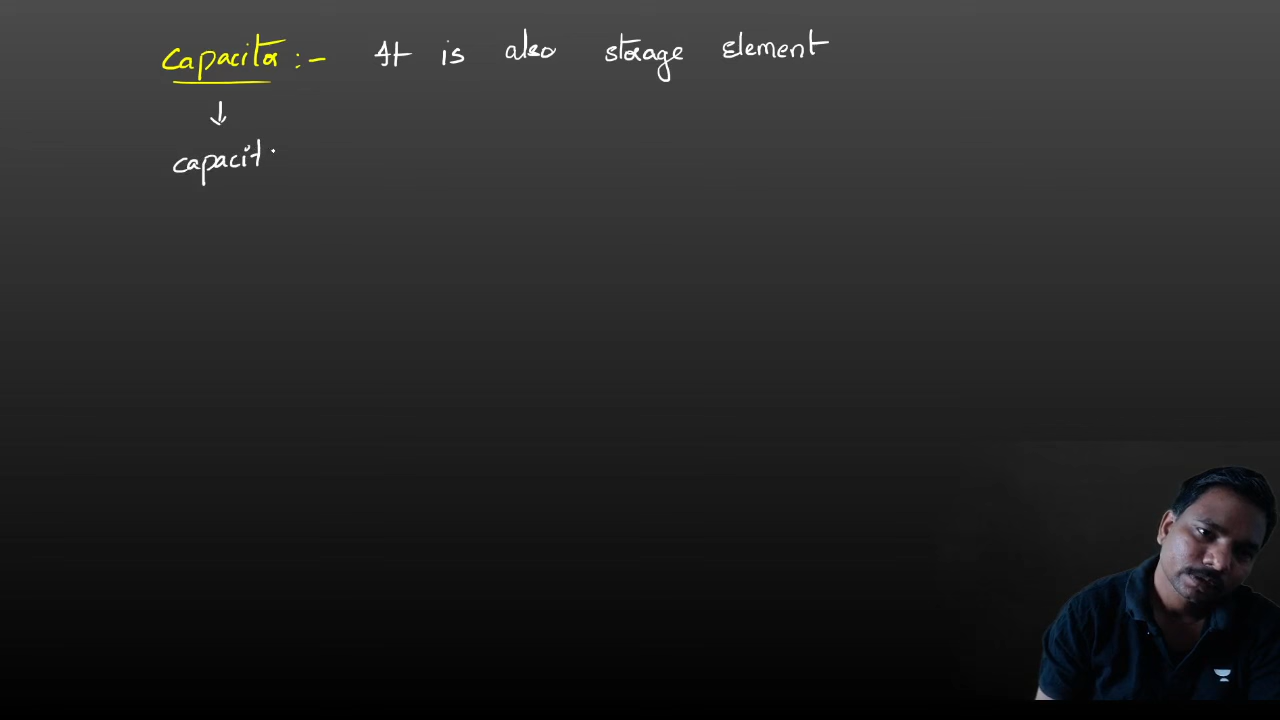 Capacitor :- It is also storage element
↓
capacit